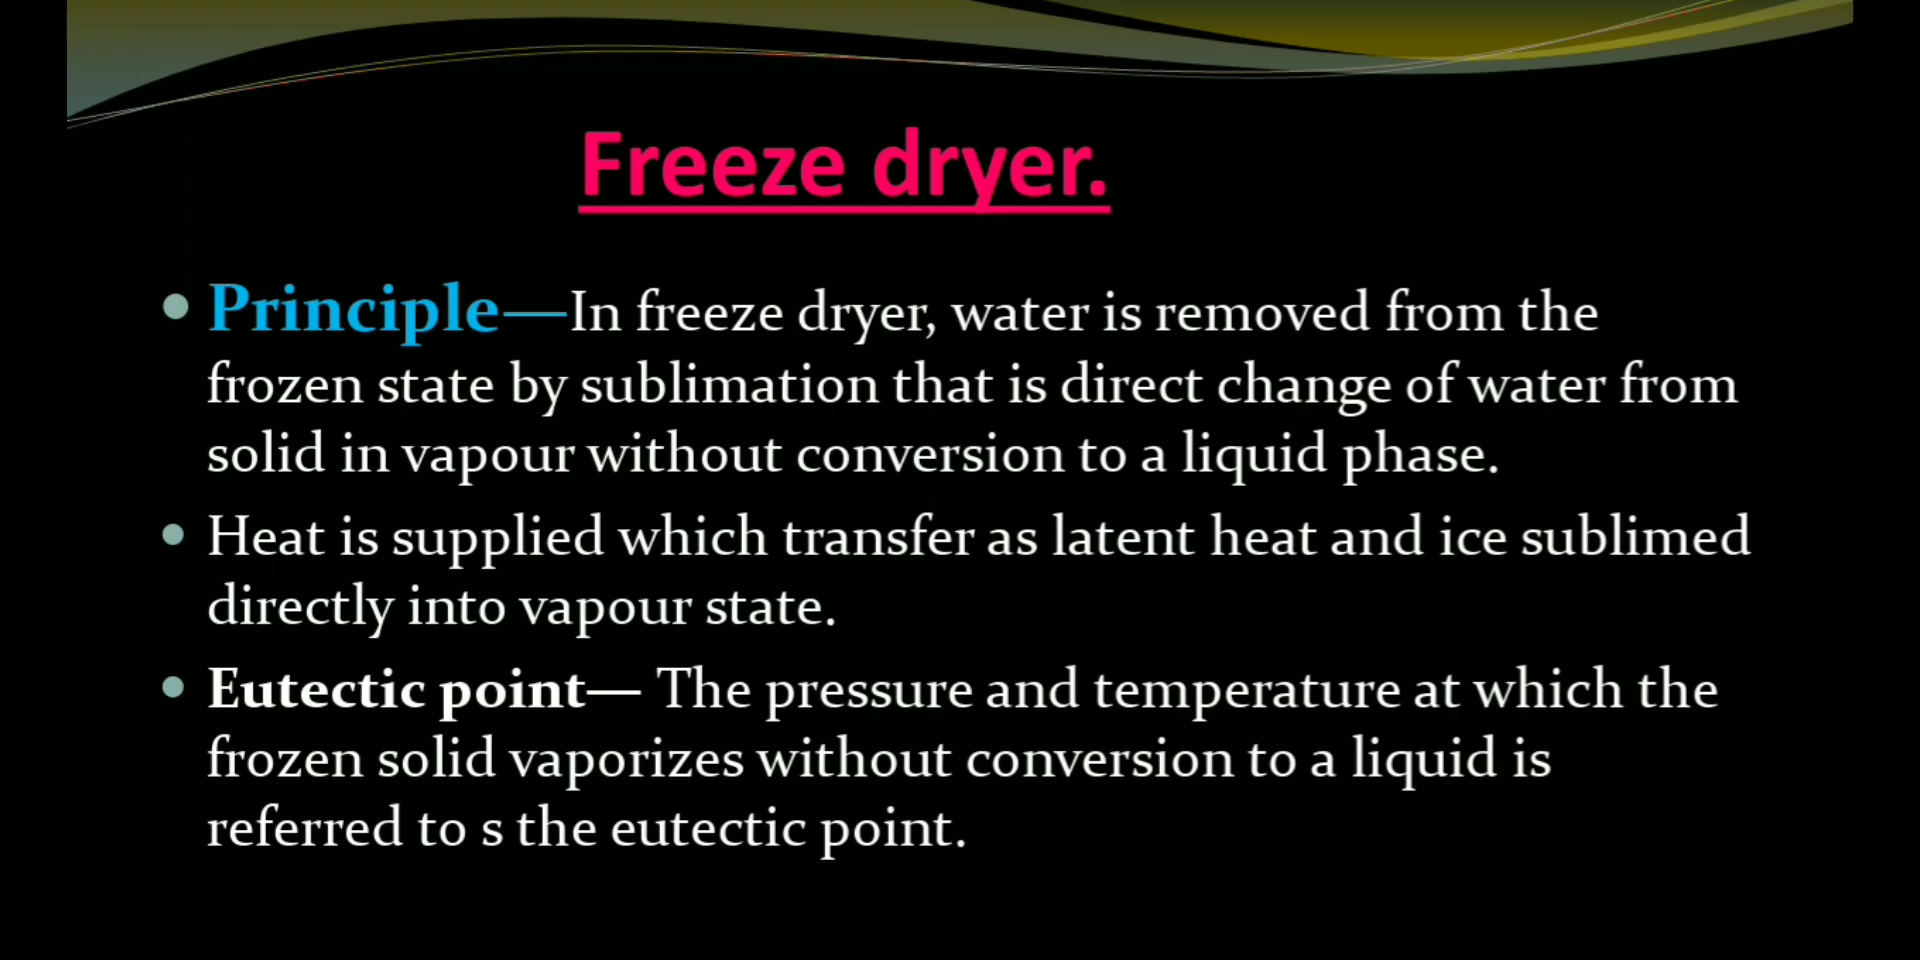 Freeze dryer.
• Principle—In freeze dryer, water is removed from the
frozen state by sublimation that is direct change of water from
solid in vapour without conversion to a liquid phase.
• Heat is supplied which transfer as latent heat and ice sublimed
directly into vapour state.
• Eutectic point— The pressure and temperature at which the
frozen solid vaporizes without conversion to a liquid is
referred to s the eutectic point.